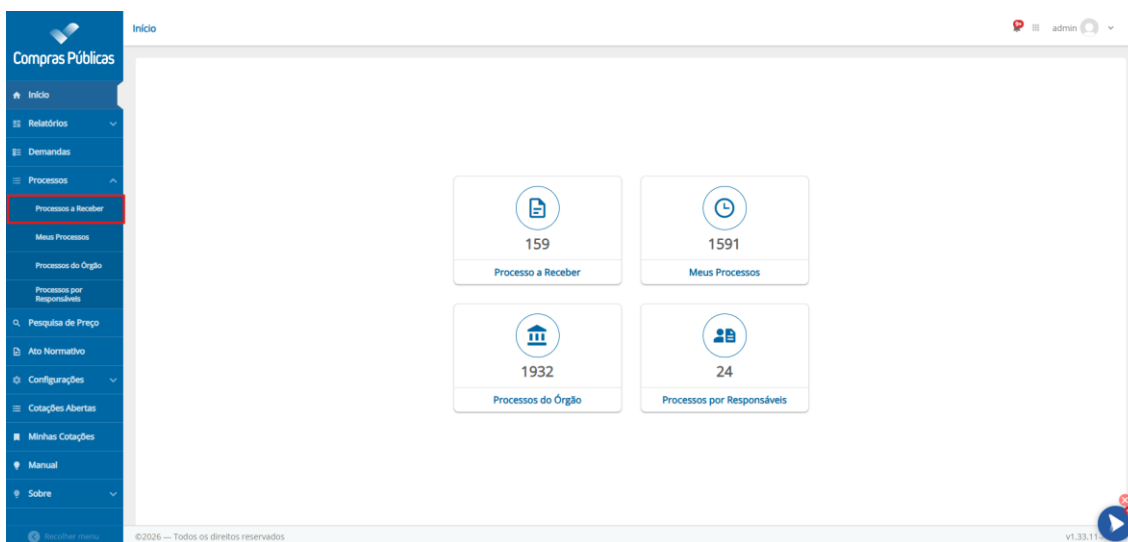 Compras Públicas
Início
Relatórios
Demandas
Processos
Processos a Receber
Meus Processos
Processos do Órgão
Processos por
Responsáveis
Pesquisa de Preço
Ato Normativo
Configurações
Cotações Abertas
Minhas Cotações
Manual
Sobre
Recolher menu
Início
admin
159
Processo a Receber
1591
Meus Processos
1932
Processos do Órgão
24
Processos por Responsáveis
©2026 — Todos os direitos reservados